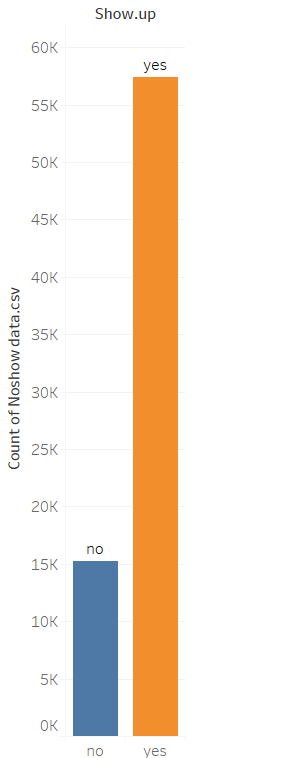 Show.up
60K
yes
55K
50K
45K
40K
35K
30K
25K
20K
15K
10K
5K
0K
Count of Noshow data.csv
no
no
yes